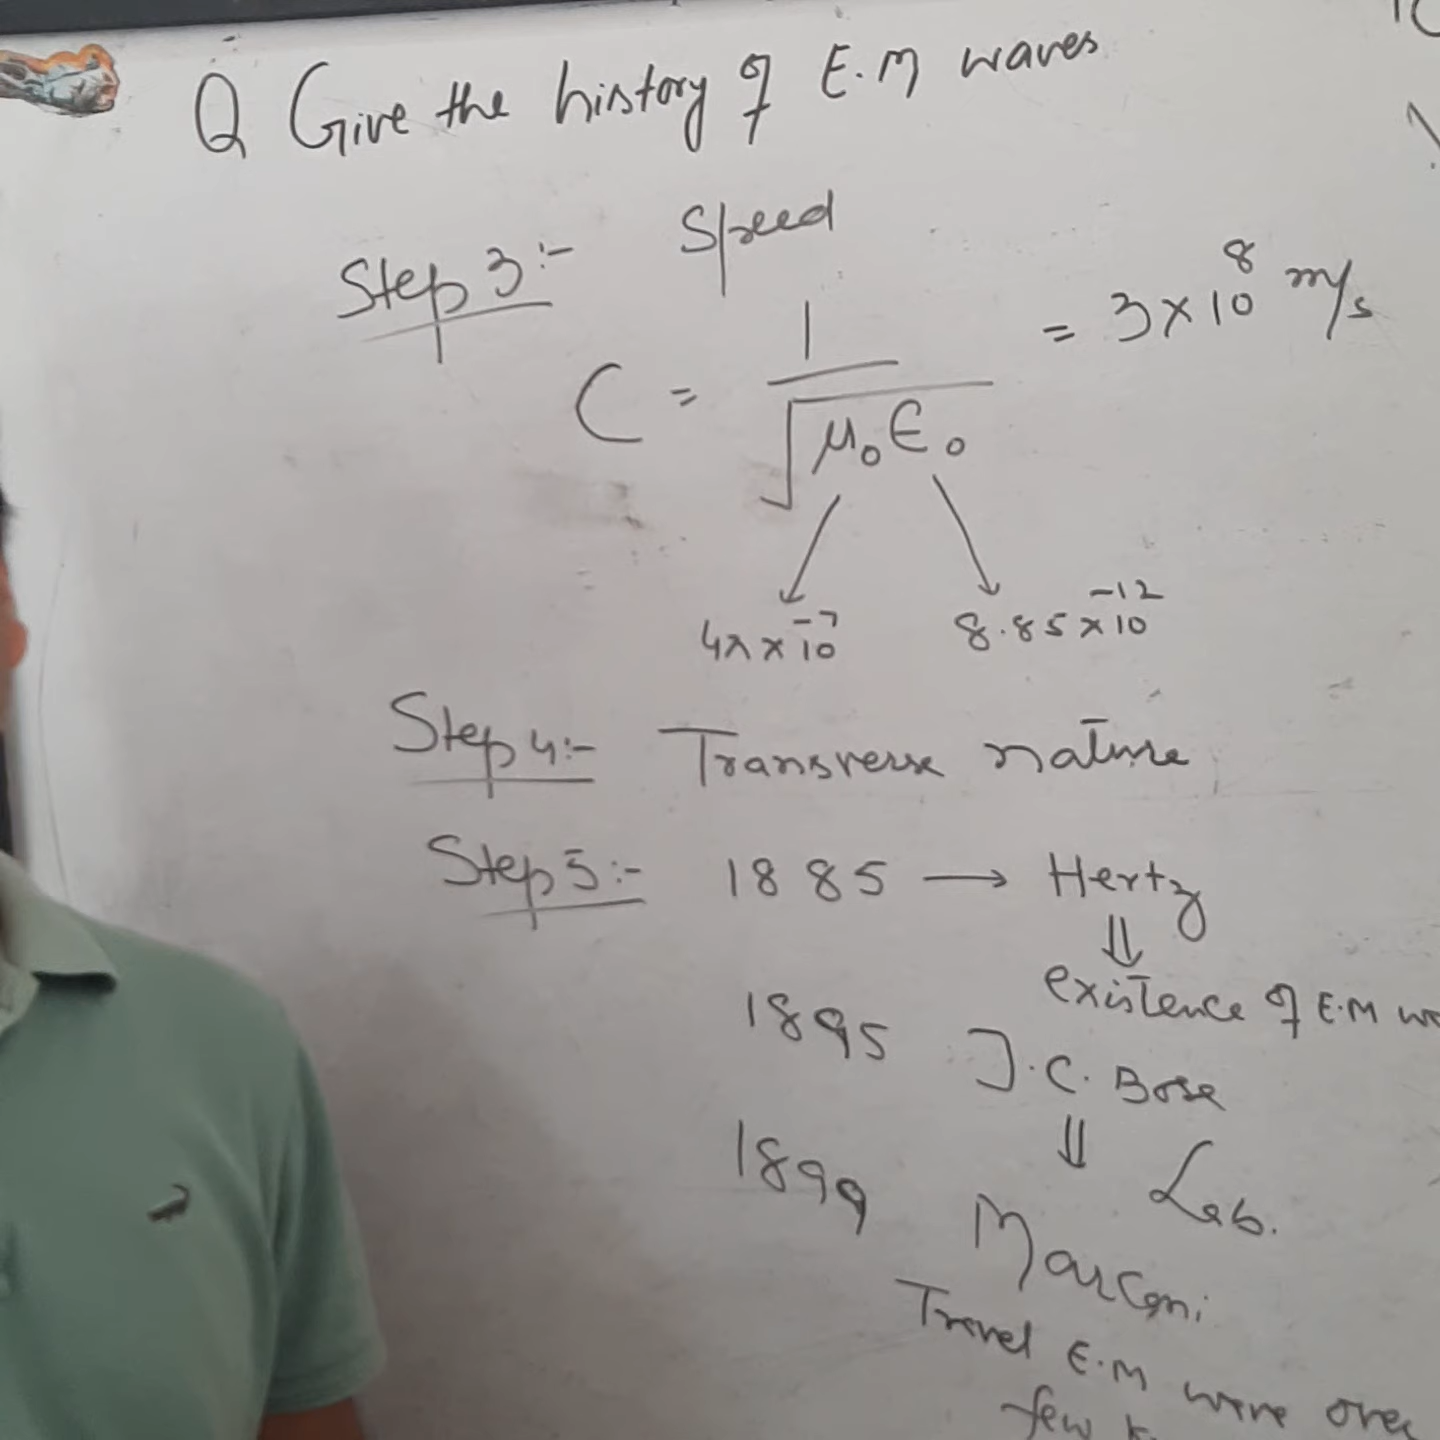 Q Give the history of E.M waves
Step 3:- Speed
C = 1/√μ₀ε₀ = 3×10⁸ m/s
4π×10⁻⁷ 8.85×10⁻¹²
Step 4:- Transverse nature
Step 5:- 1885 → Hertz
⇓
existence of E.M
1895 J.C. Bose
⇓
Lab.
1899 Marconi
Travel E.M wave over
few